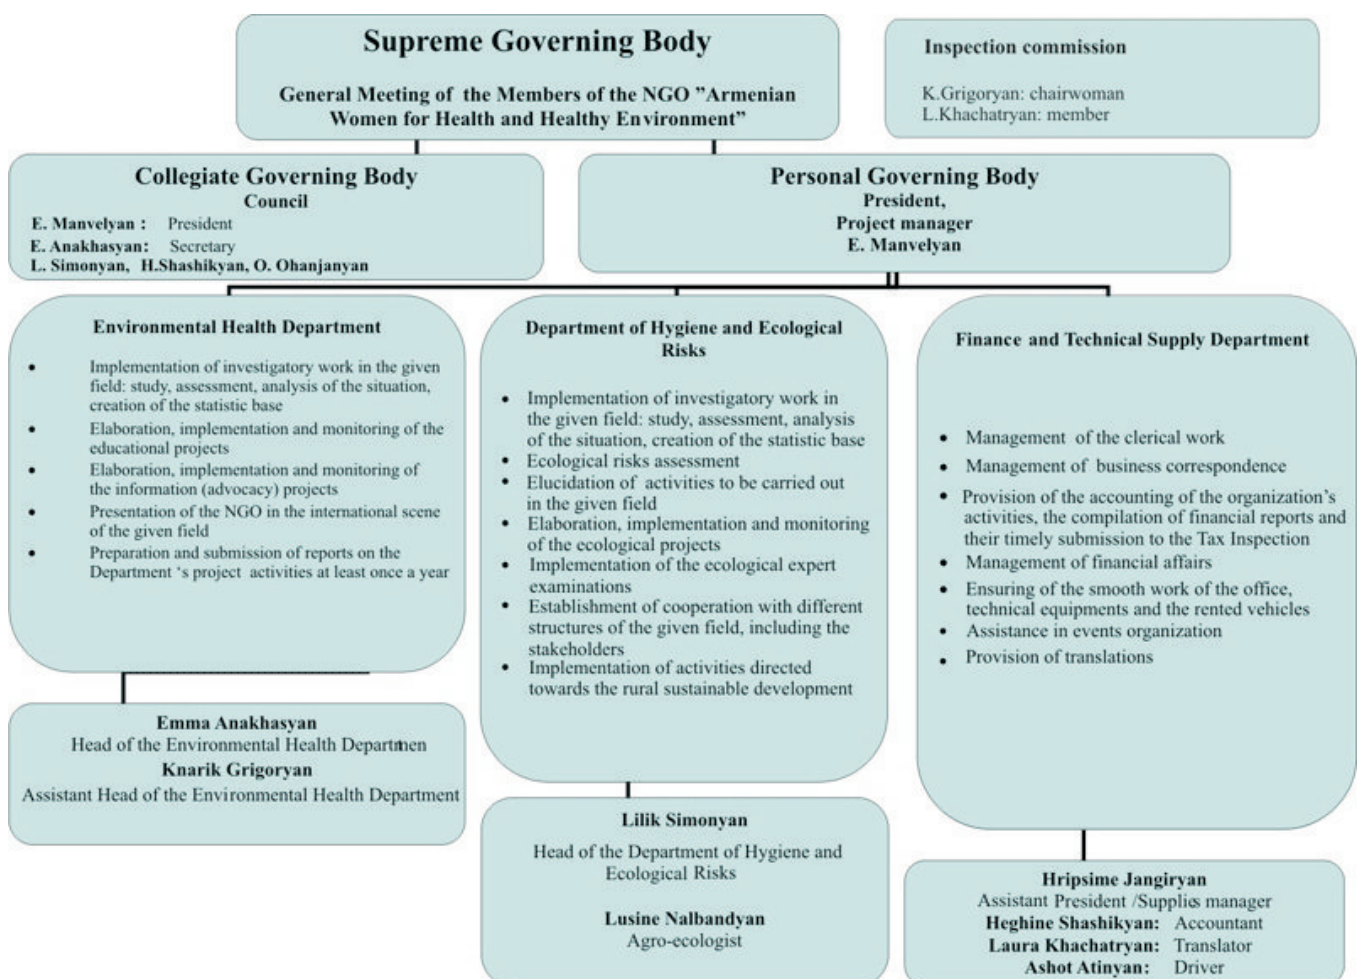 Supreme Governing Body
General Meeting of the Members of the NGO ”Armenian
Women for Health and Healthy Environment”
Inspection commission
K.Grigoryan: chairwoman
L.Khachatryan: member
Collegiate Governing Body
Council
E. Manvelyan : President
E. Anakhasyan: Secretary
L. Simonyan, H.Shashikyan, O. Ohanjanyan
Personal Governing Body
President,
Project manager
E. Manvelyan
Environmental Health Department
• Implementation of investigatory work in the given
field: study, assessment, analysis of the situation,
creation of the statistic base
• Elaboration, implementation and monitoring of the
educational projects
• Elaboration, implementation and monitoring of
the information (advocacy) projects
• Presentation of the NGO in the international scene
of the given field
• Preparation and submission of reports on the
Department ‘s project activities at least once a year
Emma Anakhasyan
Head of the Environmental Health Departmen
Knarik Grigoryan
Assistant Head of the Environmental Health Department
Department of Hygiene and Ecological
Risks
• Implementation of investigatory work in
the given field: study, assessment, analysis
of the situation, creation of the statistic base
• Ecological risks assessment
• Elucidation of activities to be carried out
in the given field
• Elaboration, implementation and monitoring
of the ecological projects
• Implementation of the ecological expert
examinations
• Establishment of cooperation with different
structures of the given field, including the
stakeholders
• Implementation of activities directed
towards the rural sustainable development
Lilik Simonyan
Head of the Department of Hygiene and
Ecological Risks
Lusine Nalbandyan
Agro-ecologist
Finance and Technical Supply Department
• Management of the clerical work
• Management of business correspondence
• Provision of the accounting of the organization’s
activities, the compilation of financial reports and
their timely submission to the Tax Inspection
• Management of financial affairs
• Ensuring of the smooth work of the office,
technical equipments and the rented vehicles
• Assistance in events organization
• Provision of translations
Hripsime Jangiryan
Assistant President /Supplies manager
Heghine Shashikyan: Accountant
Laura Khachatryan: Translator
Ashot Atinyan: Driver